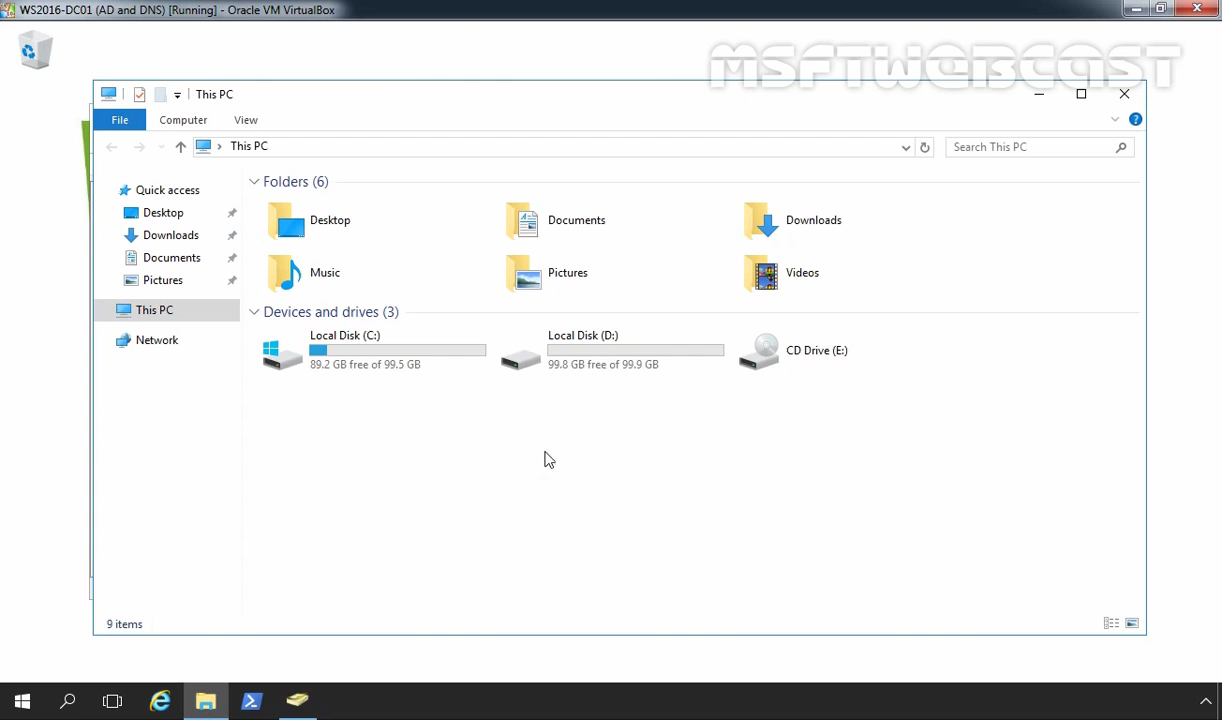 WS2016-DC01 (AD and DNS) [Running] - Oracle VM VirtualBox
MSFTWEBCAST
This PC
File Computer View
This PC
Search This PC
Quick access
Desktop
Downloads
Documents
Pictures
This PC
Network
Folders (6)
Desktop
Documents
Downloads
Music
Pictures
Videos
Devices and drives (3)
Local Disk (C:)
89.2 GB free of 99.5 GB
Local Disk (D:)
99.8 GB free of 99.9 GB
CD Drive (E:)
9 items